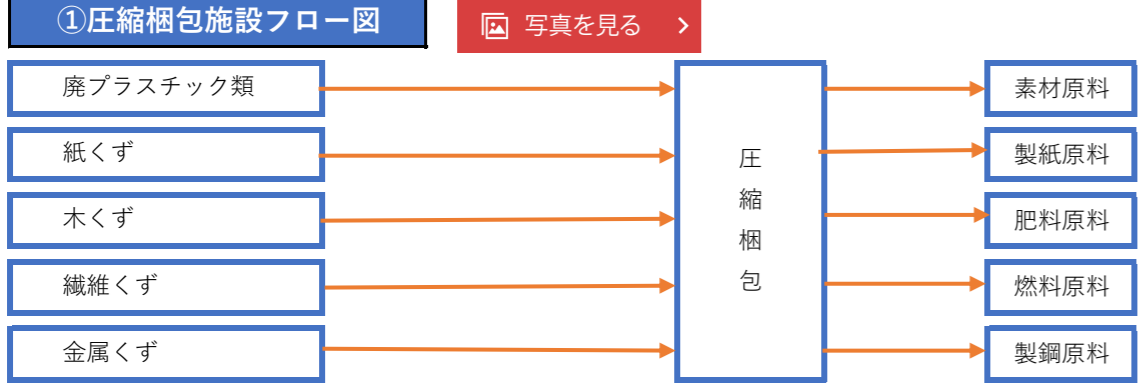 ①圧縮梱包施設フロー図
写真を見る
廃プラスチック類
素材原料
紙くず
製紙原料
木くず
肥料原料
繊維くず
燃料原料
金属くず
製鋼原料
圧縮梱包